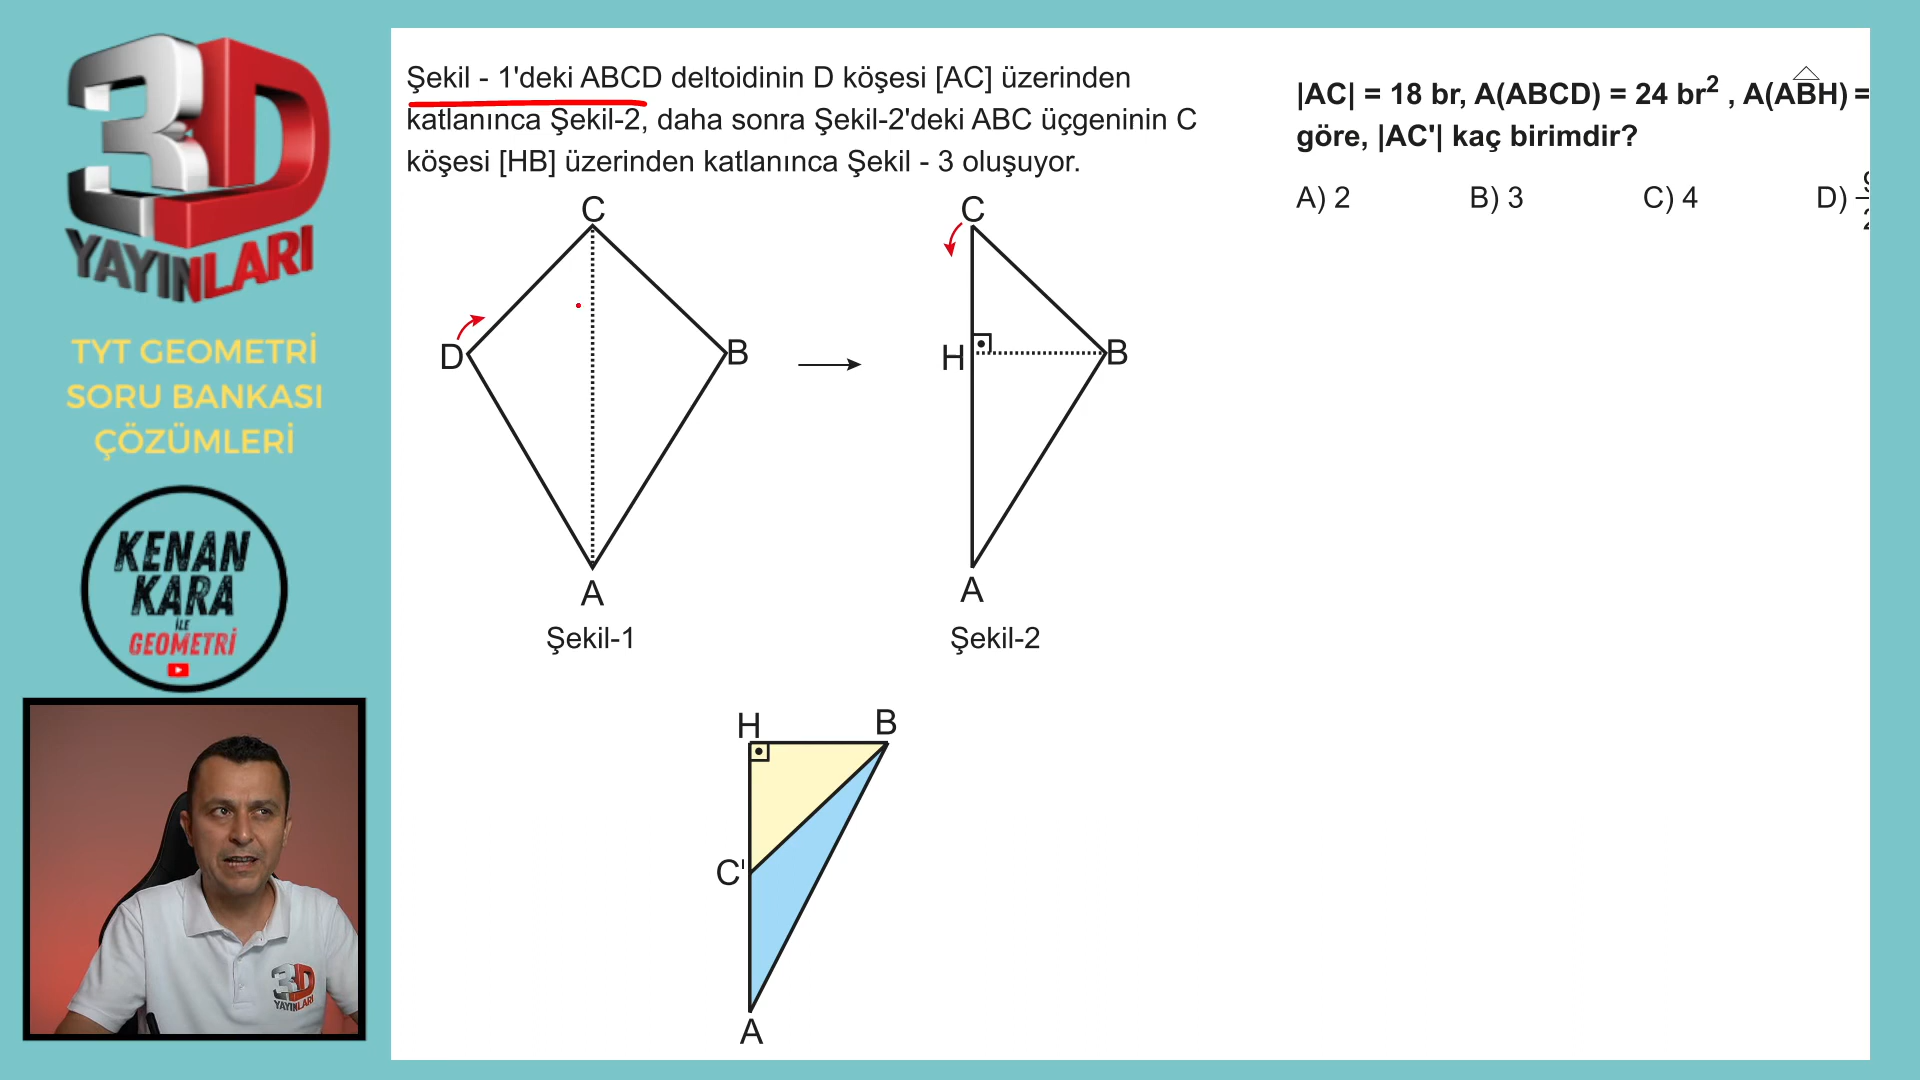 3D
YAYINLARI
TYT GEOMETRİ
SORU BANKASI
ÇÖZÜMLERİ
KENAN
KARA
İLE
GEOMETRİ
3D
YAYINLARI
Şekil - 1'deki ABCD deltoidinin D köşesi [AC] üzerinden
katlanınca Şekil-2, daha sonra Şekil-2'deki ABC üçgeninin C
köşesi [HB] üzerinden katlanınca Şekil - 3 oluşuyor.
C
D
B
A
Şekil-1
C
H
B
A
Şekil-2
H
B
C'
A
|AC| = 18 br, A(ABCD) = 24 br² , A(ABH) =
göre, |AC'| kaç birimdir?
A) 2 B) 3 C) 4 D)